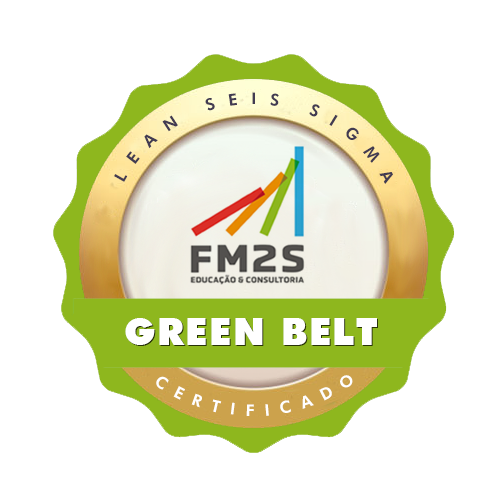 LEAN SEIS SIGMA
FM2S
EDUCAÇÃO & CONSULTORIA
GREEN BELT
CERTIFICADO